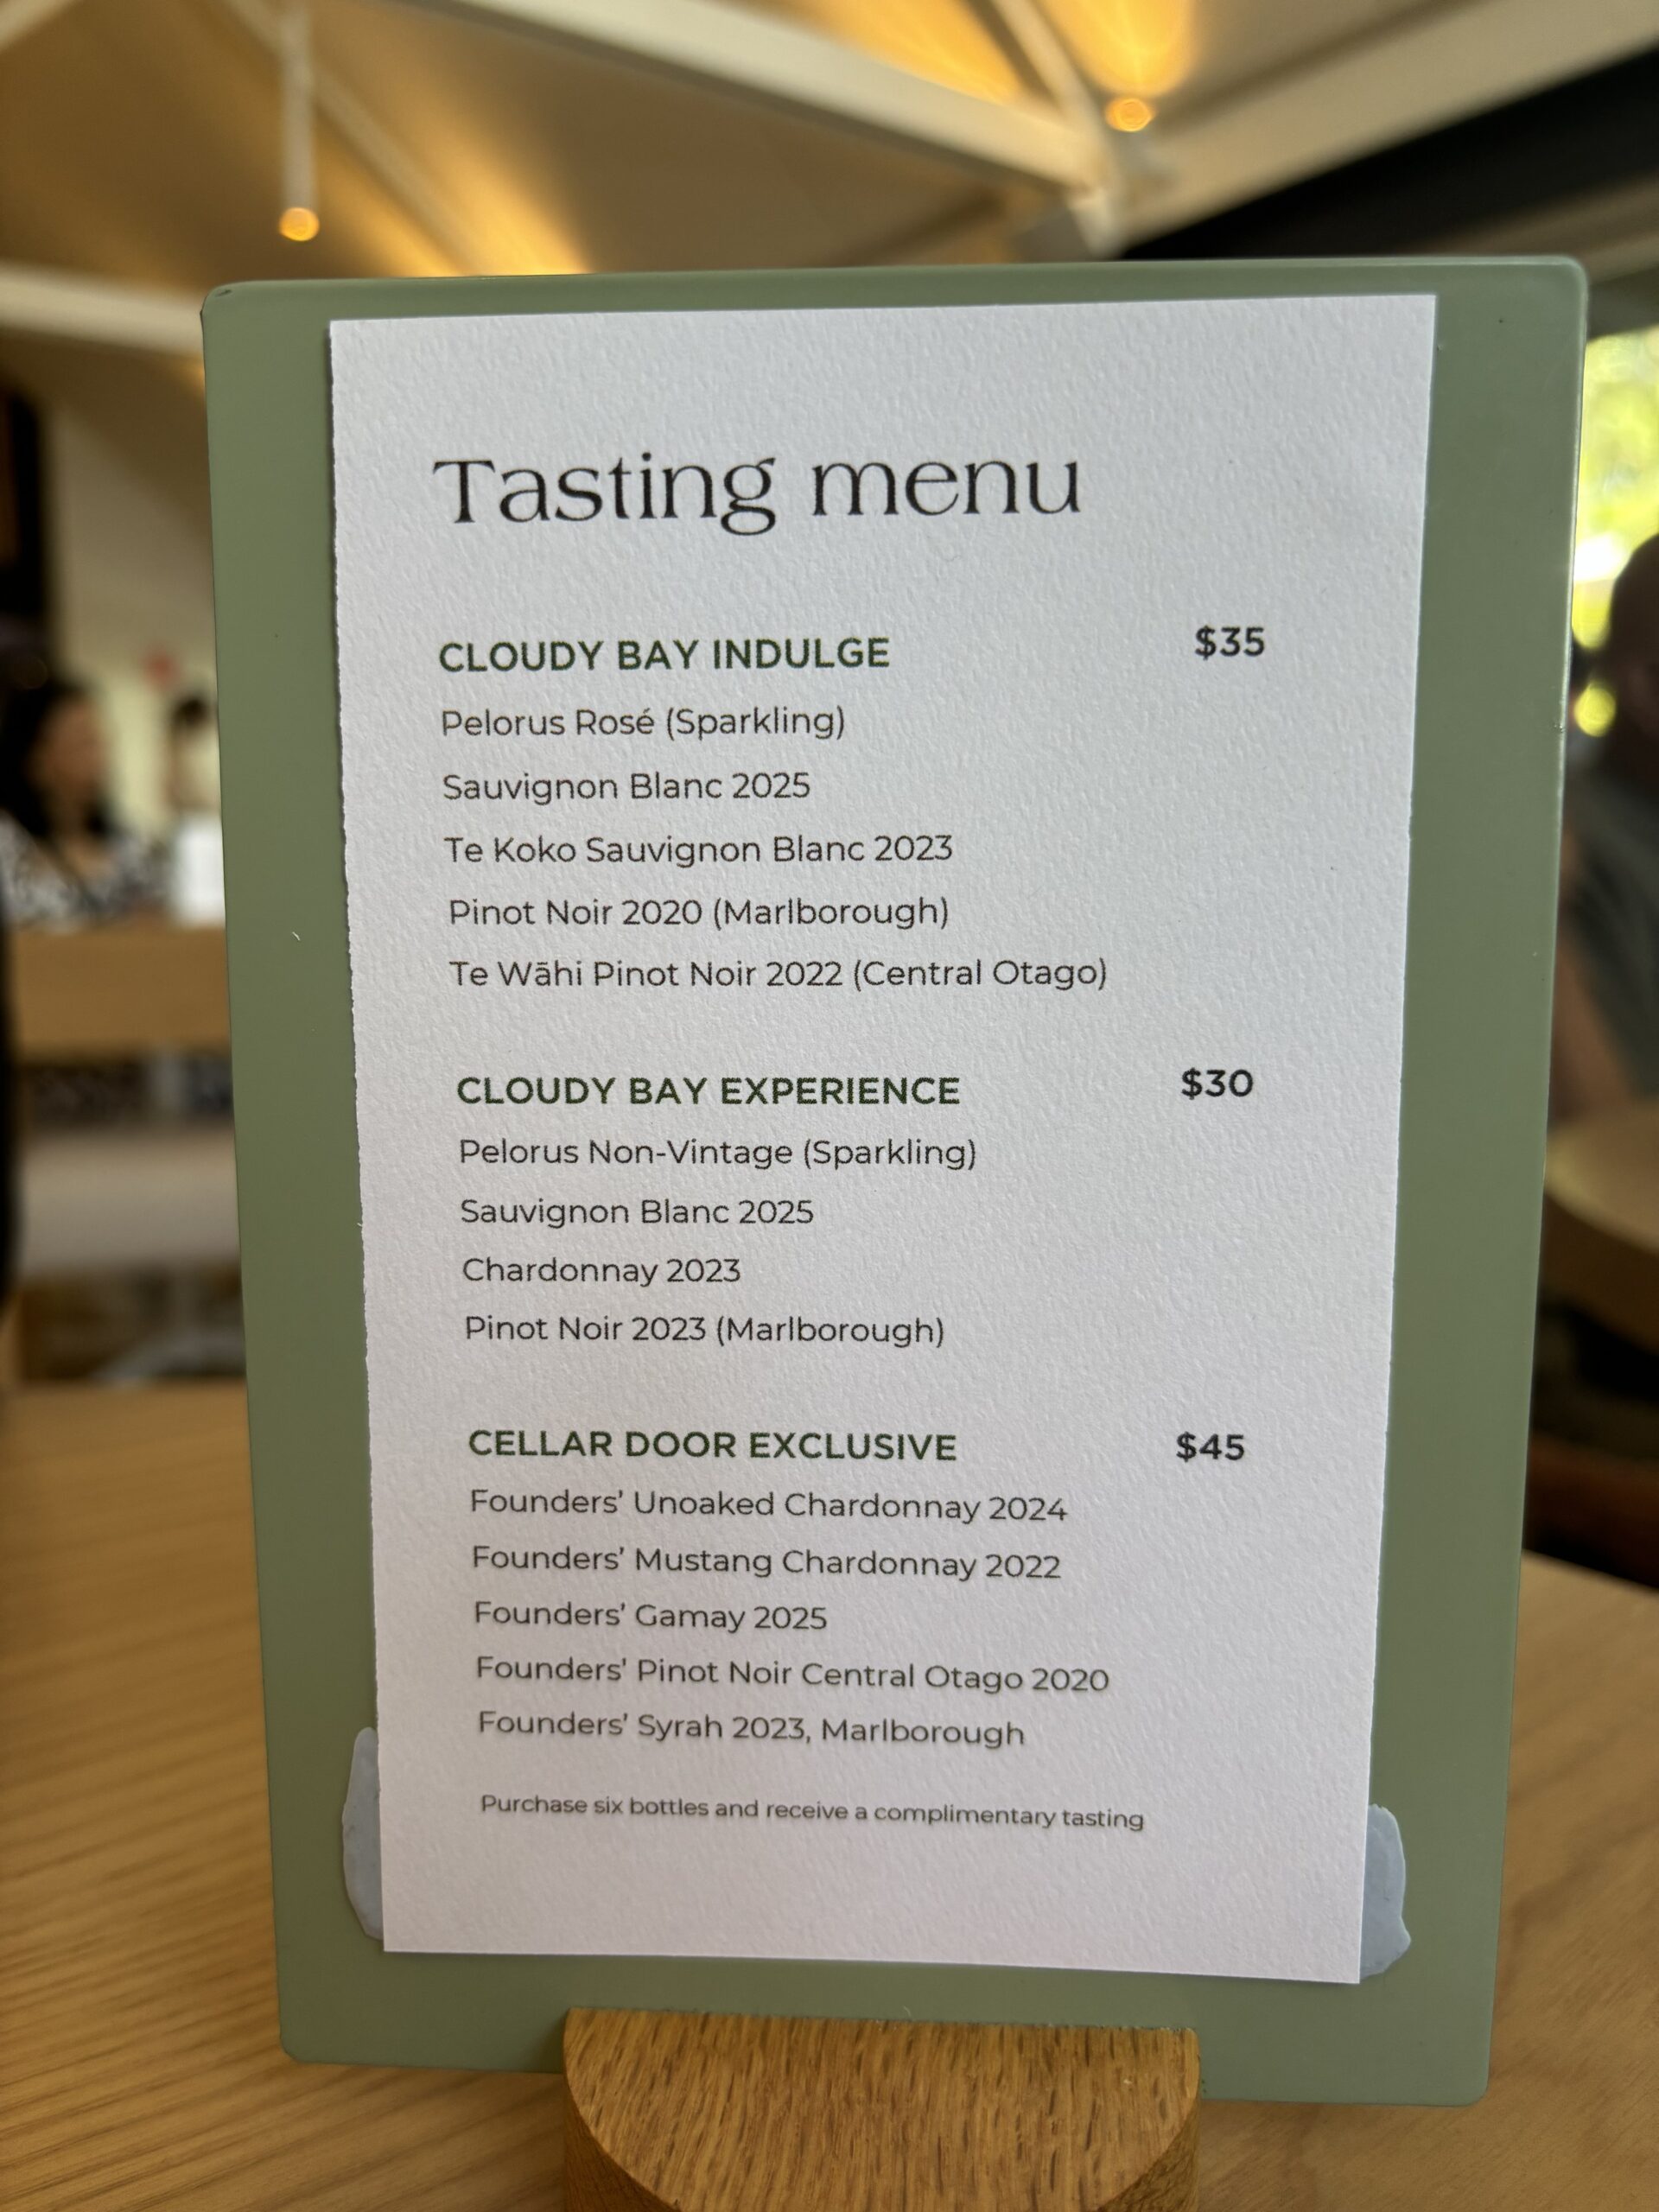 Tasting menu
CLOUDY BAY INDULGE $35
Pelorus Rosé (Sparkling)
Sauvignon Blanc 2025
Te Koko Sauvignon Blanc 2023
Pinot Noir 2020 (Marlborough)
Te Wāhi Pinot Noir 2022 (Central Otago)
CLOUDY BAY EXPERIENCE $30
Pelorus Non-Vintage (Sparkling)
Sauvignon Blanc 2025
Chardonnay 2023
Pinot Noir 2023 (Marlborough)
CELLAR DOOR EXCLUSIVE $45
Founders’ Unoaked Chardonnay 2024
Founders’ Mustang Chardonnay 2022
Founders’ Gamay 2025
Founders’ Pinot Noir Central Otago 2020
Founders’ Syrah 2023, Marlborough
Purchase six bottles and receive a complimentary tasting